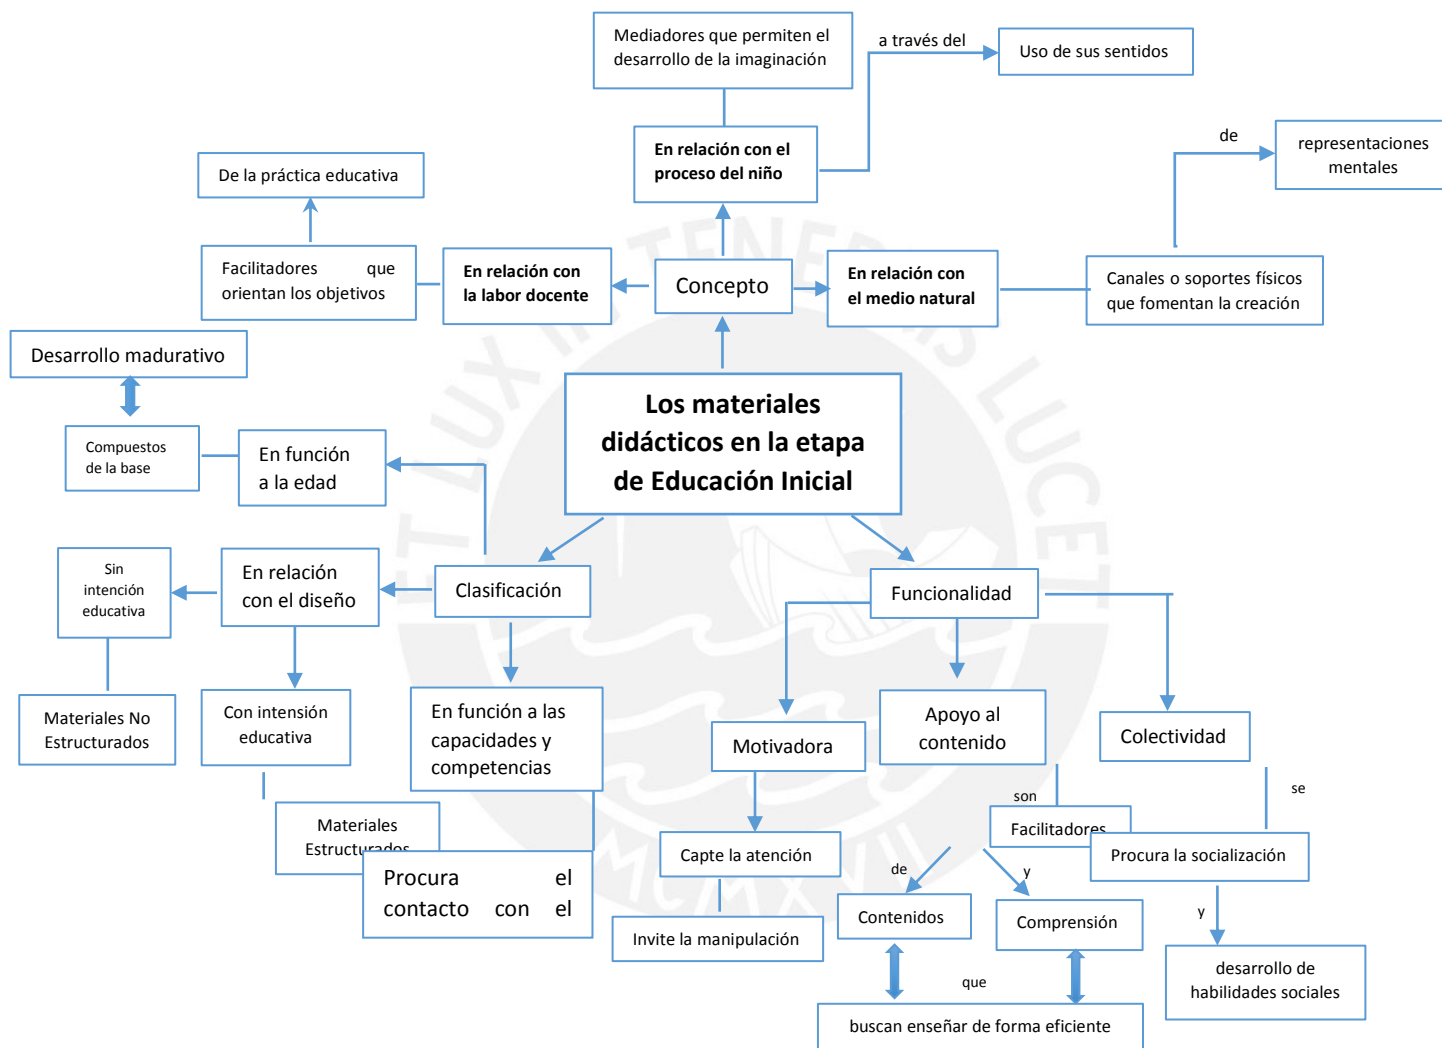 Mediadores que permiten el
desarrollo de la imaginación
a través del
Uso de sus sentidos
En relación con el
proceso del niño
de
representaciones
mentales
De la práctica educativa
Facilitadores que
orientan los objetivos
En relación con
la labor docente
Concepto
En relación con
el medio natural
Canales o soportes físicos
que fomentan la creación
Desarrollo madurativo
Los materiales
didácticos en la etapa
de Educación Inicial
Compuestos
de la base
En función
a la edad
Sin
intención
educativa
En relación
con el diseño
Clasificación
Funcionalidad
Materiales No
Estructurados
Con intensión
educativa
En función a las
capacidades y
competencias
Motivadora
Apoyo al
contenido
Colectividad
son
se
Materiales
Estructurados
Facilitadores
Procura el
contacto con el
Capte la atención
Procura la socialización
de
y
Contenidos
Comprensión
y
Invite la manipulación
que
desarrollo de
habilidades sociales
buscan enseñar de forma eficiente
ET LUX IN TENEBRIS LUCET
MCMXVII